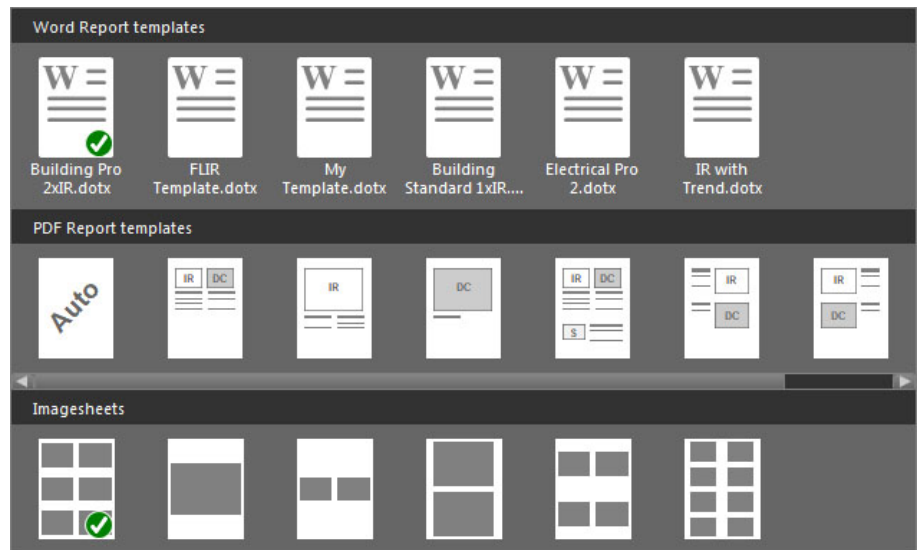 Word Report templates
W W W W W W
Building Pro FLIR My Building Electrical Pro IR with
2xIR.dotx Template.dotx Template.dotx Standard 1xIR.... 2.dotx Trend.dotx
PDF Report templates
Auto
IR DC
IR
DC
IR DC
$
IR
DC
IR
DC
Imagesheets